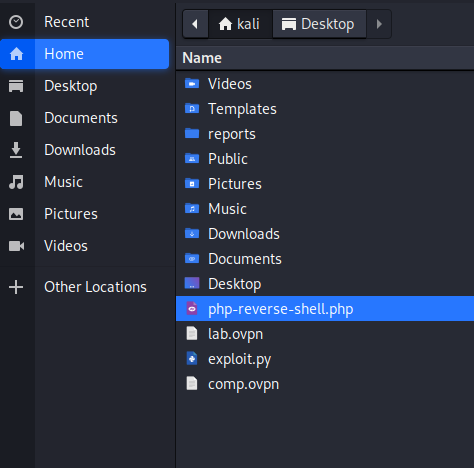 Recent
Home
Desktop
Documents
Downloads
Music
Pictures
Videos
Other Locations
kali Desktop
Name
Videos
Templates
reports
Public
Pictures
Music
Downloads
Documents
Desktop
php-reverse-shell.php
lab.ovpn
exploit.py
comp.ovpn